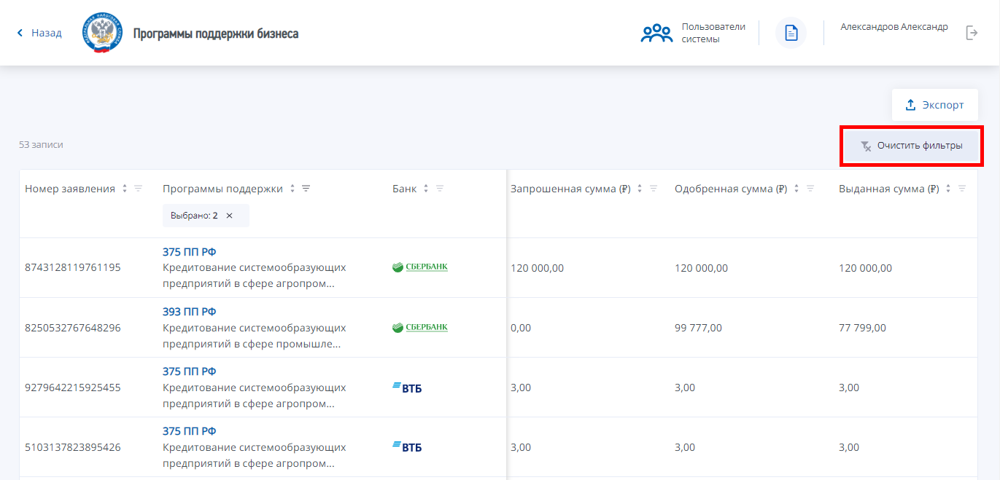 Назад
Программы поддержки бизнеса
Пользователи
системы
Александров Александр
Экспорт
53 записи
Очистить фильтры
Номер заявления Программы поддержки Банк Запрошенная сумма (₽) Одобренная сумма (₽) Выданная сумма (₽)
Выбрано: 2 ×
375 ПП РФ
8743128119761195 Кредитование системообразующих СБЕРБАНК 120 000,00 120 000,00 120 000,00
предприятий в сфере агропром...
393 ПП РФ
8250532767648296 Кредитование системообразующих СБЕРБАНК 0,00 99 777,00 77 799,00
предприятий в сфере промышле...
375 ПП РФ
9279642215925455 Кредитование системообразующих ВТБ 3,00 3,00 3,00
предприятий в сфере агропром...
375 ПП РФ
5103137823895426 Кредитование системообразующих ВТБ 3,00 3,00 3,00
предприятий в сфере агропром...